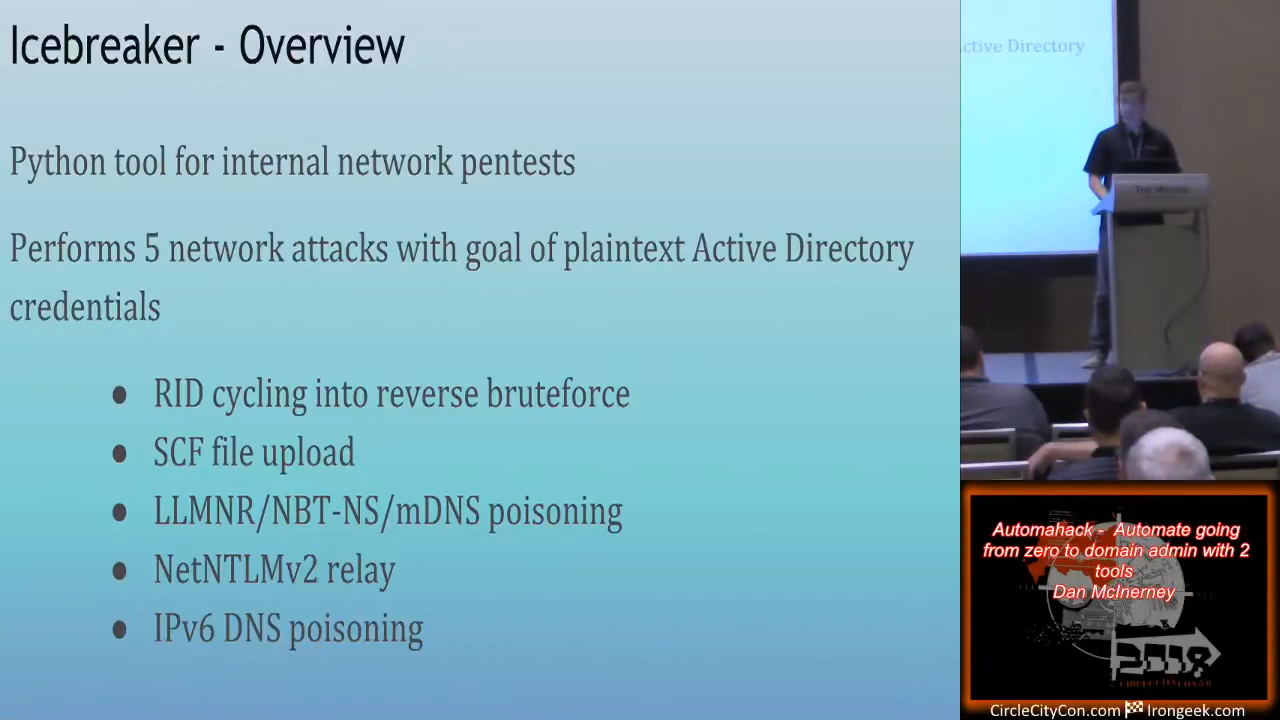 Icebreaker - Overview
Python tool for internal network pentests
Performs 5 network attacks with goal of plaintext Active Directory
credentials
● RID cycling into reverse bruteforce
● SCF file upload
● LLMNR/NBT-NS/mDNS poisoning
● NetNTLMv2 relay
● IPv6 DNS poisoning
Active Directory
Automahack - Automate going
from zero to domain admin with 2
tools
Dan McInerney
2018
CircleCityCon.com Irongeek.com